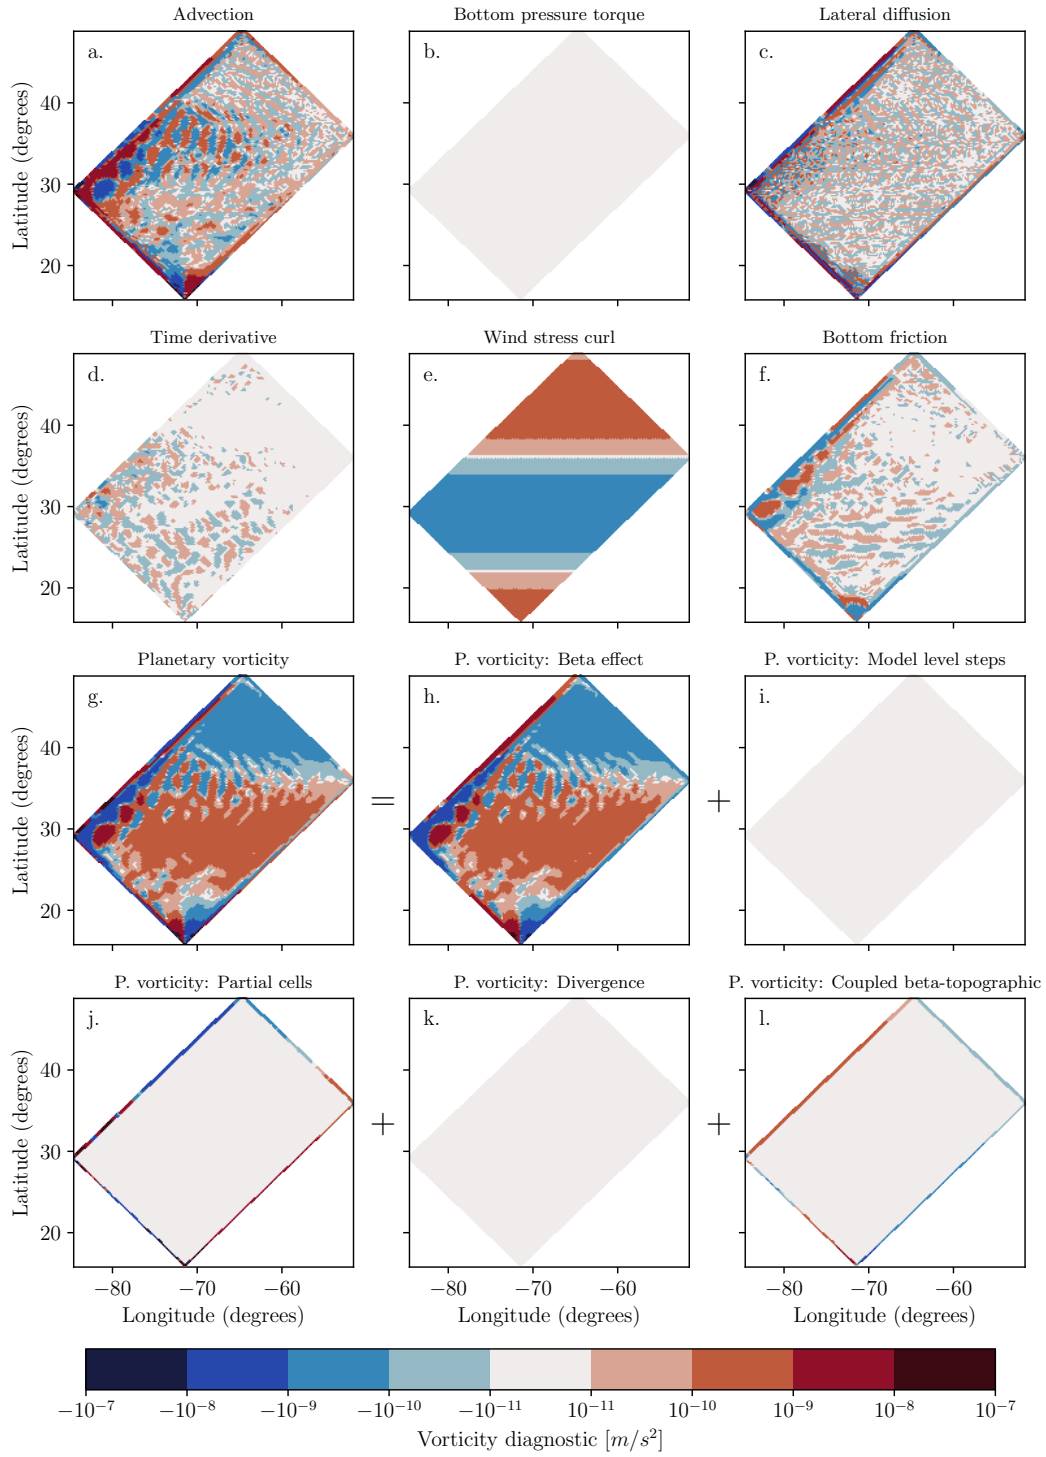 Advection
Bottom pressure torque
Lateral diffusion
a.
b.
c.
Latitude (degrees)
40
30
20
Time derivative
Wind stress curl
Bottom friction
d.
e.
f.
Latitude (degrees)
40
30
20
Planetary vorticity
P. vorticity: Beta effect
P. vorticity: Model level steps
g.
h.
i.
Latitude (degrees)
40
30
20
=
+
P. vorticity: Partial cells
P. vorticity: Divergence
P. vorticity: Coupled beta-topographic
j.
k.
l.
Latitude (degrees)
40
30
20
+
+
−80 −70 −60
−80 −70 −60
−80 −70 −60
Longitude (degrees)
Longitude (degrees)
Longitude (degrees)
−10⁻⁷ −10⁻⁸ −10⁻⁹ −10⁻¹⁰ −10⁻¹¹ 10⁻¹¹ 10⁻¹⁰ 10⁻⁹ 10⁻⁸ 10⁻⁷
Vorticity diagnostic [m/s²]